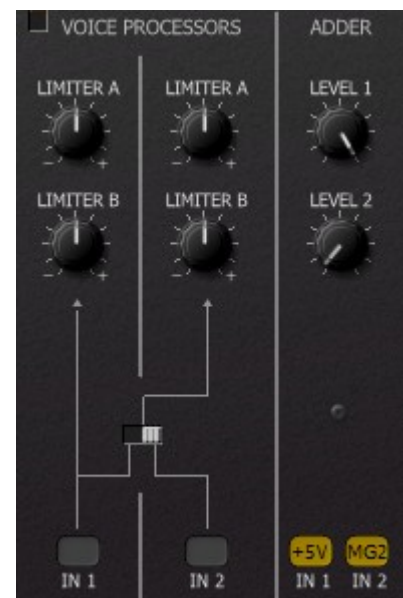 VOICE PROCESSORS ADDER
LIMITER A LIMITER A LEVEL 1
- + - +
LIMITER B LIMITER B LEVEL 2
- + - +
+5V MG2
IN 1 IN 2 IN 1 IN 2